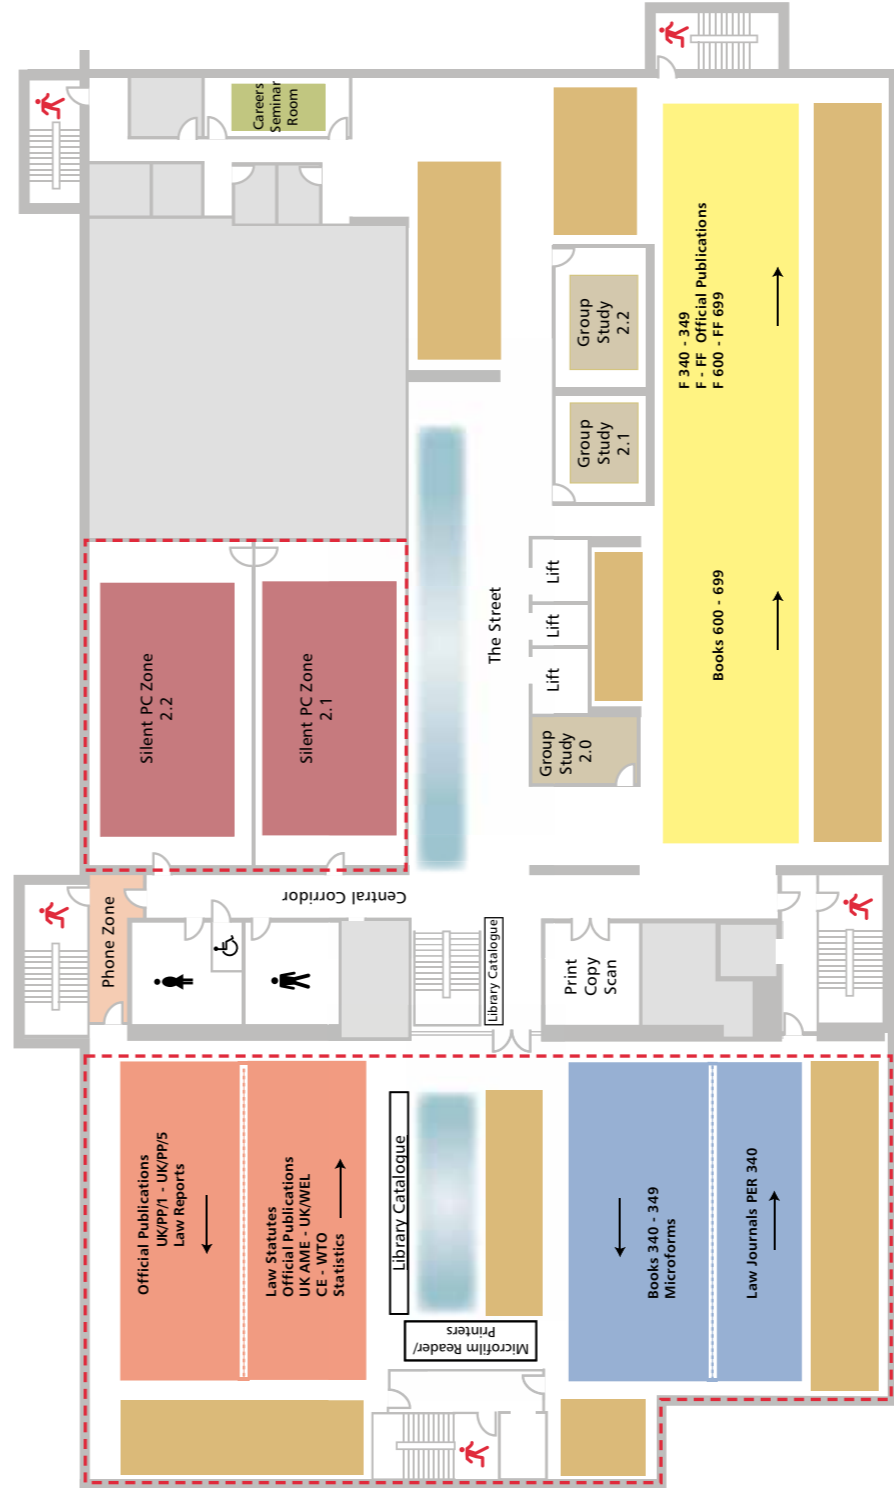 Careers
Seminar
Room
F 340 - 349
F - FF Official Publications
F 600 - FF 699
Group
Study
2.2
Group
Study
2.1
Lift
Lift
Lift
The Street
Books 600 - 699
Silent PC Zone
2.2
Silent PC Zone
2.1
Group
Study
2.0
Central Corridor
Phone Zone
Library Catalogue
Print
Copy
Scan
Official Publications
UK/PP/1 - UK/PP/5
Law Reports
Law Statutes
Official Publications
UK AME - UK/WEL
CE - WTO
Statistics
Library Catalogue
Microfilm Reader/
Printers
Books 340 - 349
Microforms
Law Journals PER 340